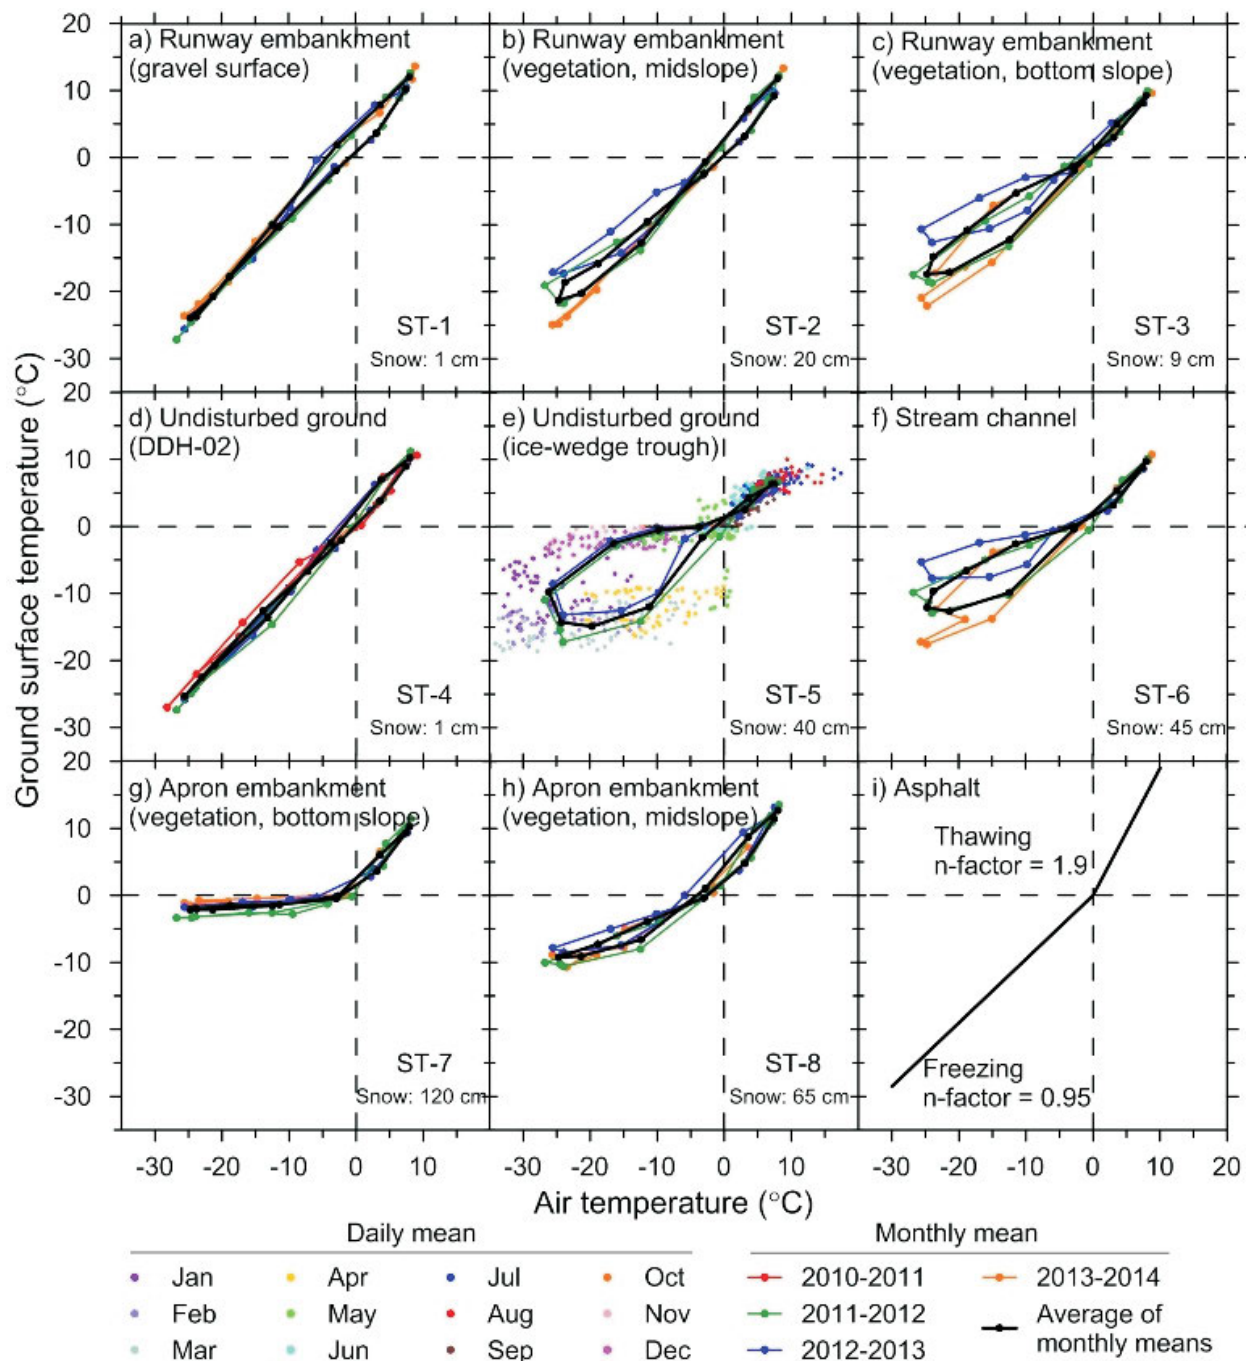 a) Runway embankment
(gravel surface)
b) Runway embankment
(vegetation, midslope)
c) Runway embankment
(vegetation, bottom slope)
20
10
0
-10
-20
-30
ST-1
Snow: 1 cm
ST-2
Snow: 20 cm
ST-3
Snow: 9 cm
d) Undisturbed ground
(DDH-02)
e) Undisturbed ground
(ice-wedge trough)
f) Stream channel
20
10
0
-10
-20
-30
ST-4
Snow: 1 cm
ST-5
Snow: 40 cm
ST-6
Snow: 45 cm
Ground surface temperature (°C)
g) Apron embankment
(vegetation, bottom slope)
h) Apron embankment
(vegetation, midslope)
i) Asphalt
Thawing
n-factor = 1.9
Freezing
n-factor = 0.95
20
10
0
-10
-20
-30
ST-7
Snow: 120 cm
ST-8
Snow: 65 cm
-30 -20 -10 0 10
-30 -20 -10 0 10
-30 -20 -10 0 10 20
Air temperature (°C)
Daily mean
Jan Apr Jul Oct
Feb May Aug Nov
Mar Jun Sep Dec
Monthly mean
2010-2011
2011-2012
2012-2013
2013-2014
Average of
monthly means